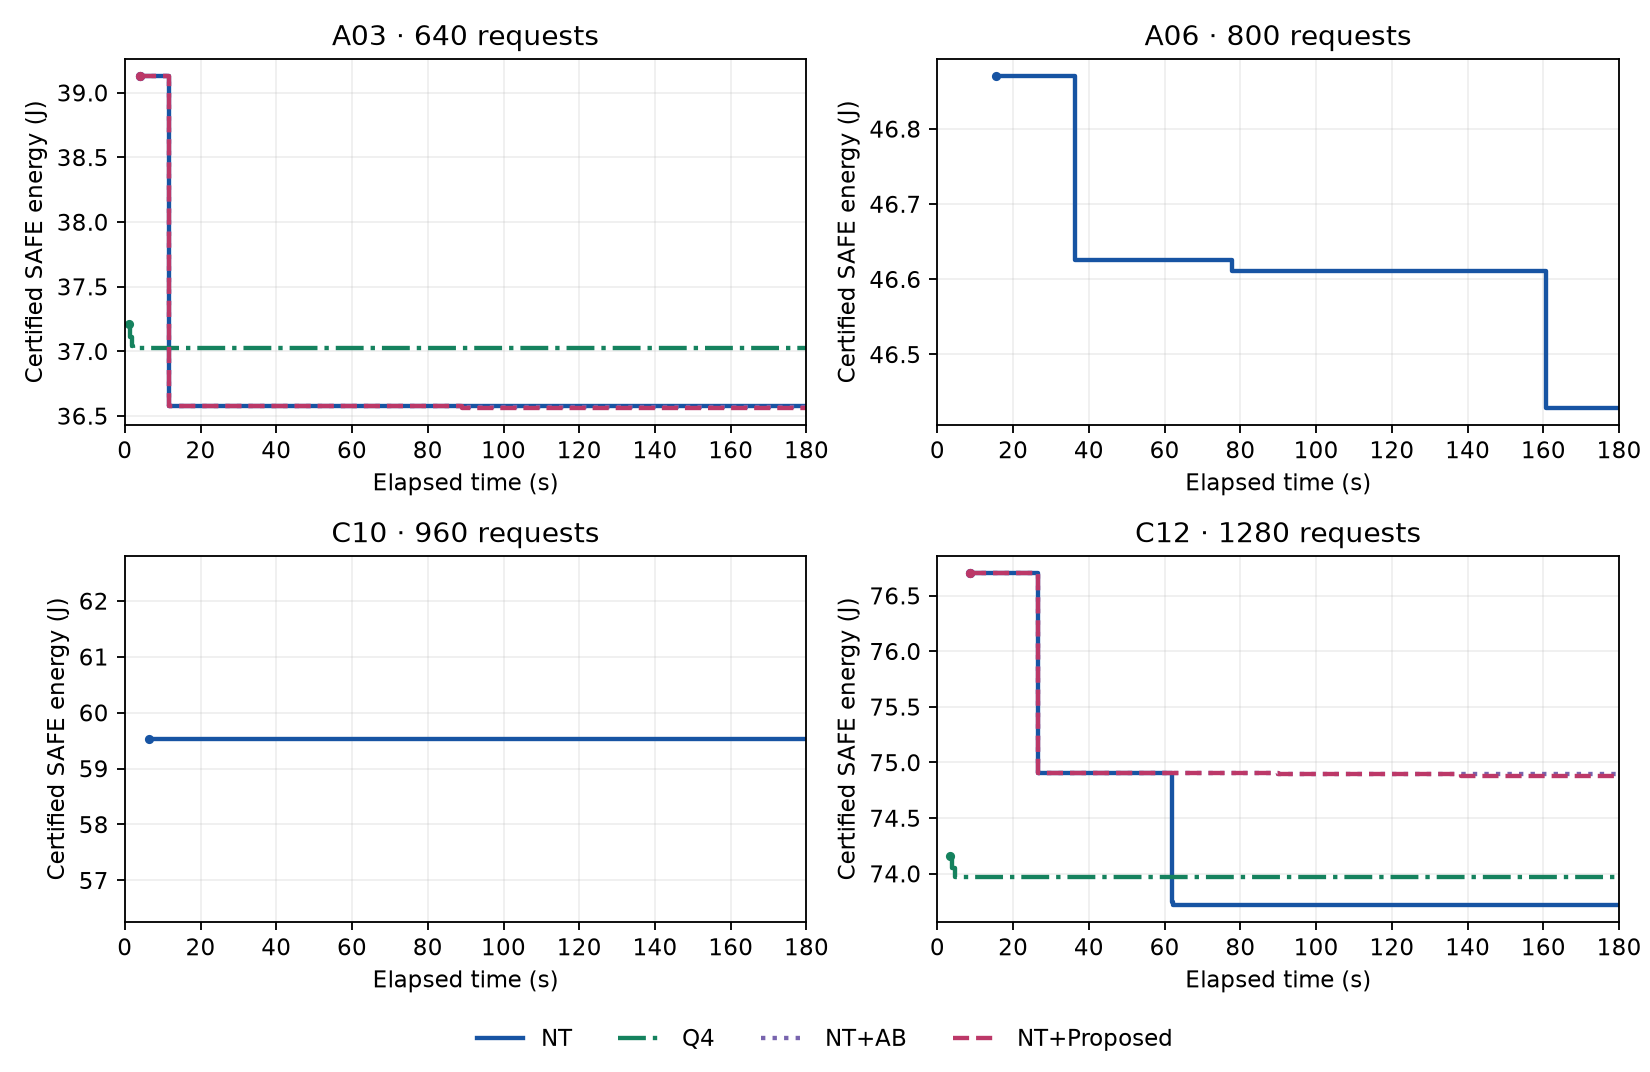 A03 · 640 requests
Certified SAFE energy (J)
39.0
38.5
38.0
37.5
37.0
36.5
0 20 40 60 80 100 120 140 160 180
Elapsed time (s)
A06 · 800 requests
Certified SAFE energy (J)
46.8
46.7
46.6
46.5
0 20 40 60 80 100 120 140 160 180
Elapsed time (s)
C10 · 960 requests
Certified SAFE energy (J)
62
61
60
59
58
57
0 20 40 60 80 100 120 140 160 180
Elapsed time (s)
C12 · 1280 requests
Certified SAFE energy (J)
76.5
76.0
75.5
75.0
74.5
74.0
0 20 40 60 80 100 120 140 160 180
Elapsed time (s)
NT Q4 NT+AB NT+Proposed